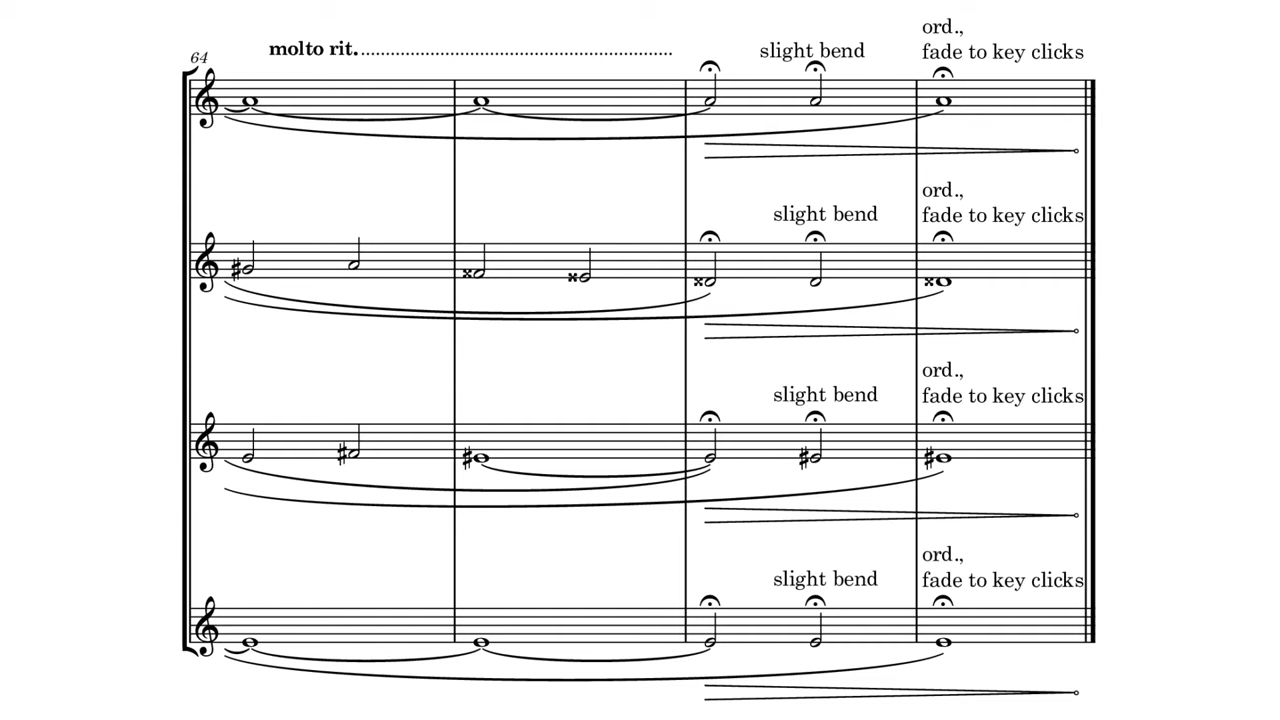 64
molto rit.
slight bend
ord.,
fade to key clicks
slight bend
ord.,
fade to key clicks
slight bend
ord.,
fade to key clicks
slight bend
ord.,
fade to key clicks